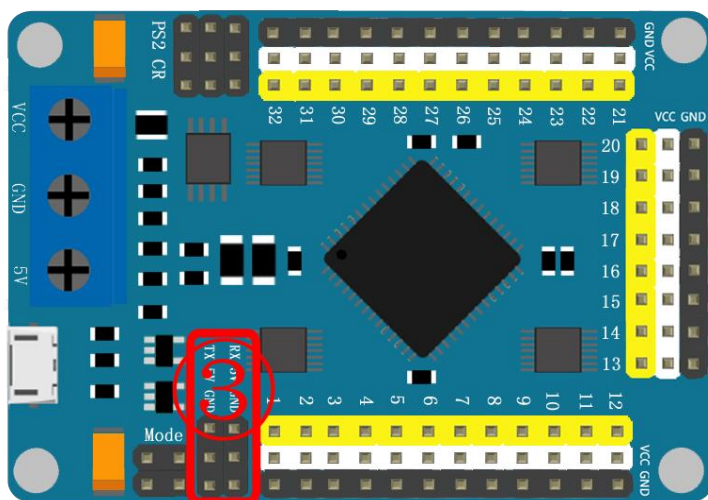 PS2 CR
GND VCC
32 31 30 29 28 27 26 25 24 23 22 21
VCC
GND
5V
VCC GND
20
19
18
17
16
15
14
13
TX 5V GND
RX GND
3
Mode
1 2 3 4 5 6 7 8 9 10 11 12
VCC
GND